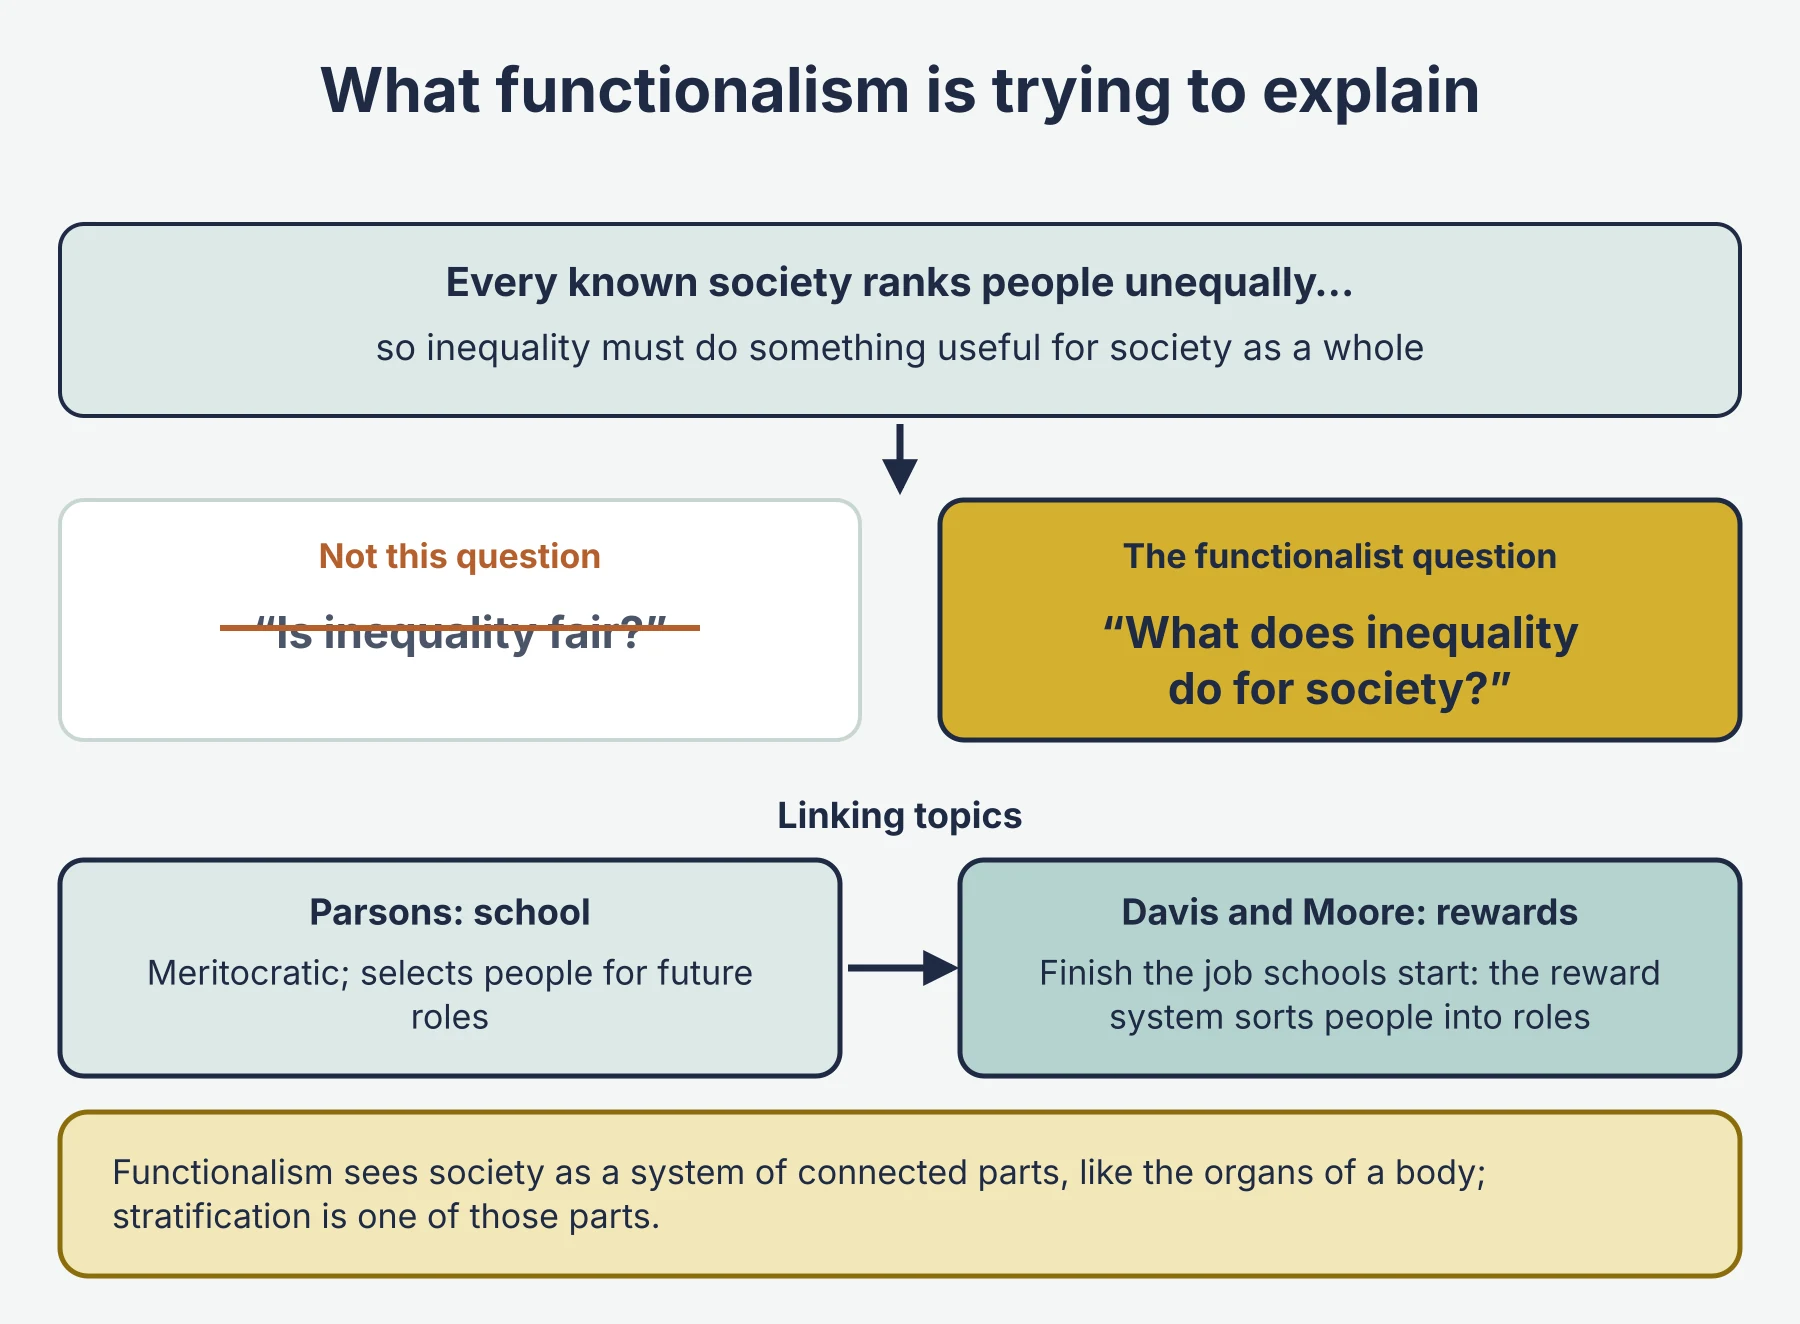 What functionalism is trying to explain
Every known society ranks people unequally…
so inequality must do something useful for society as a whole
Not this question
“Is inequality fair?”
The functionalist question
“What does inequality
do for society?”
Linking topics
Parsons: school
Meritocratic; selects people for future
roles
Davis and Moore: rewards
Finish the job schools start: the reward
system sorts people into roles
Functionalism sees society as a system of connected parts, like the organs of a body;
stratification is one of those parts.